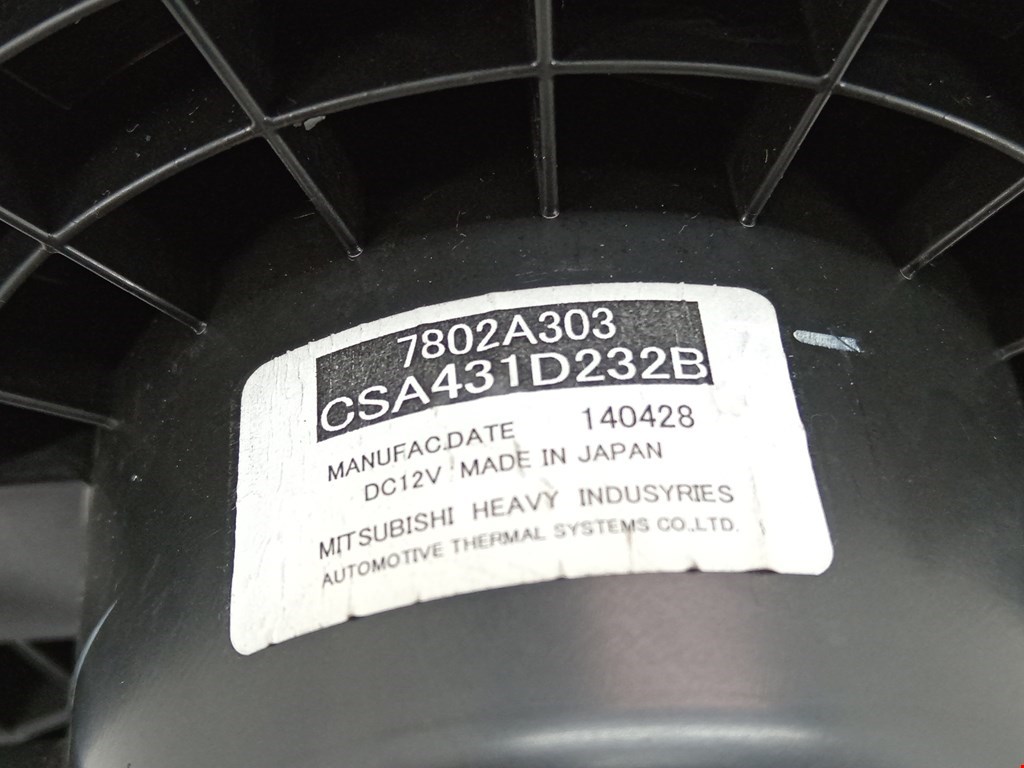 7802A303
CSA431D232B
MANUFAC.DATE 140428
DC12V MADE IN JAPAN
MITSUBISHI HEAVY INDUSYRIES
AUTOMOTIVE THERMAL SYSTEMS CO.,LTD.